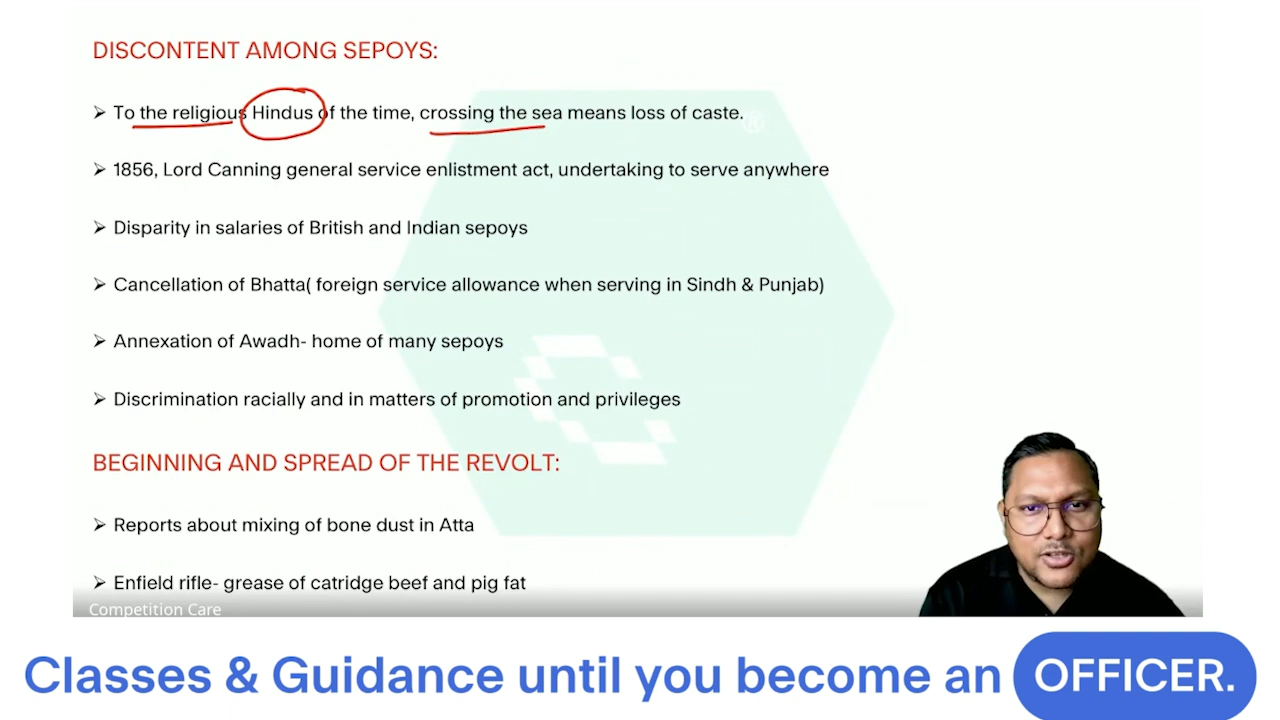 DISCONTENT AMONG SEPOYS:
➢ To the religious Hindus of the time, crossing the sea means loss of caste.
➢ 1856, Lord Canning general service enlistment act, undertaking to serve anywhere
➢ Disparity in salaries of British and Indian sepoys
➢ Cancellation of Bhatta( foreign service allowance when serving in Sindh & Punjab)
➢ Annexation of Awadh- home of many sepoys
➢ Discrimination racially and in matters of promotion and privileges
BEGINNING AND SPREAD OF THE REVOLT:
➢ Reports about mixing of bone dust in Atta
➢ Enfield rifle- grease of catridge beef and pig fat
Competition Care
Classes & Guidance until you become an OFFICER.